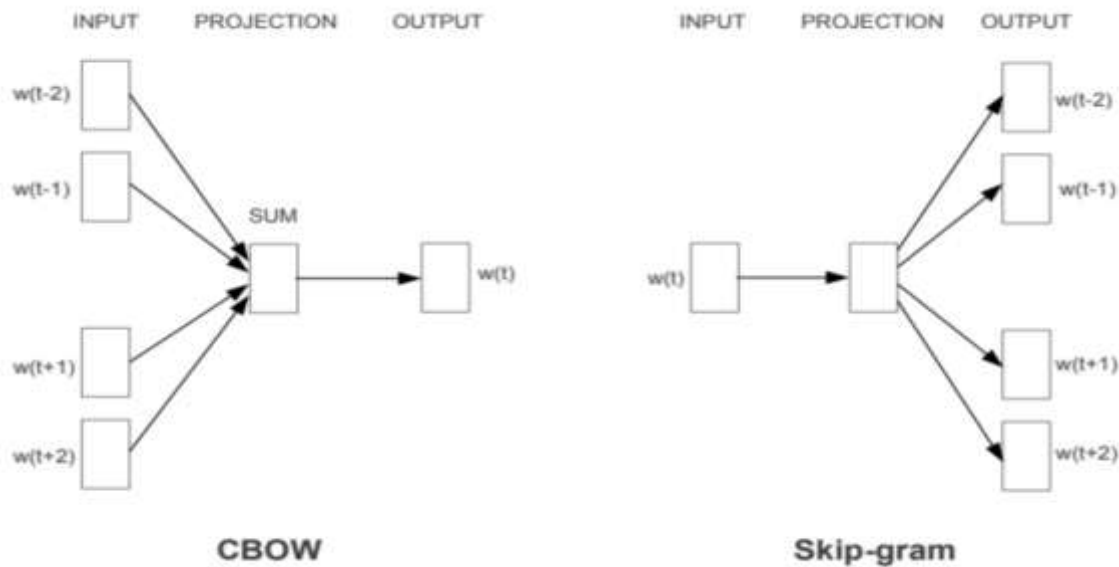 INPUT PROJECTION OUTPUT
w(t-2)
w(t-1)
SUM
w(t)
w(t+1)
w(t+2)
CBOW
INPUT PROJECTION OUTPUT
w(t-2)
w(t-1)
w(t)
w(t+1)
w(t+2)
Skip-gram